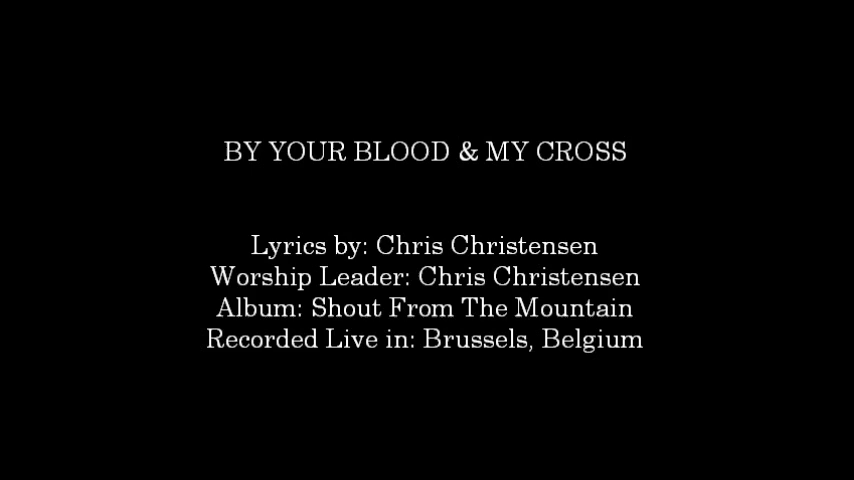 BY YOUR BLOOD & MY CROSS
Lyrics by: Chris Christensen
Worship Leader: Chris Christensen
Album: Shout From The Mountain
Recorded Live in: Brussels, Belgium